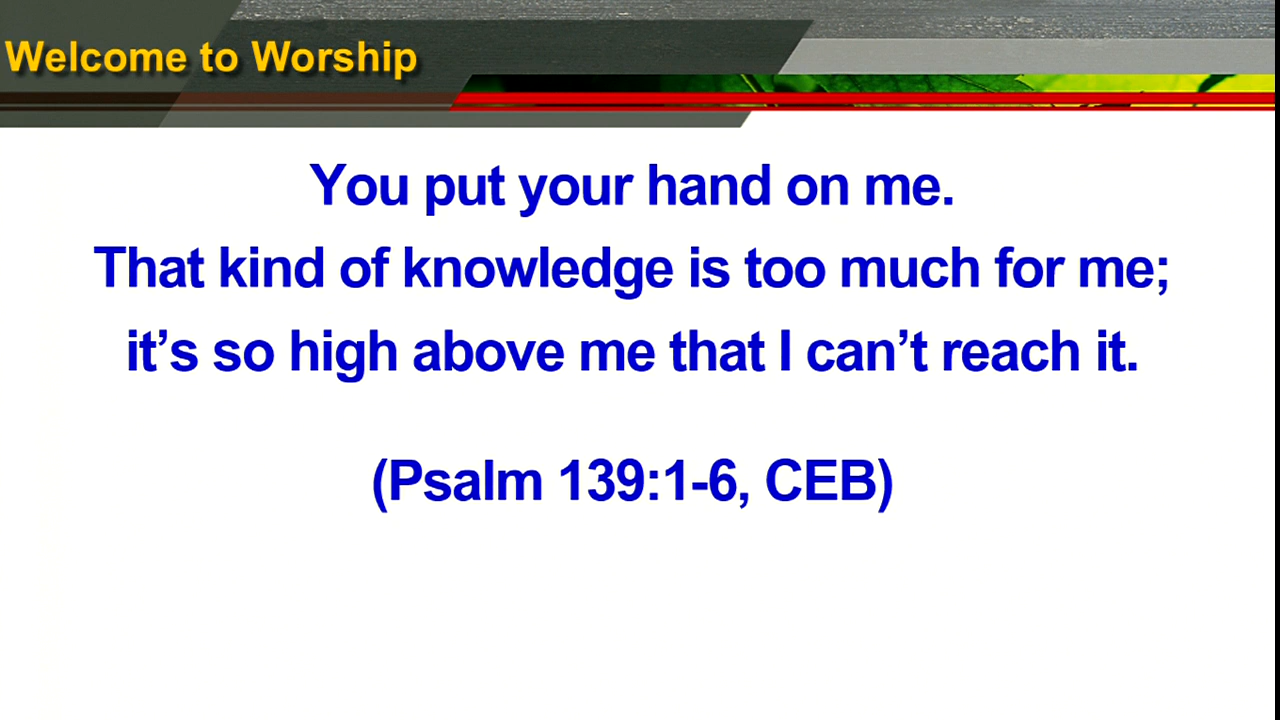 Welcome to Worship
You put your hand on me.
That kind of knowledge is too much for me;
it’s so high above me that I can’t reach it.
(Psalm 139:1-6, CEB)